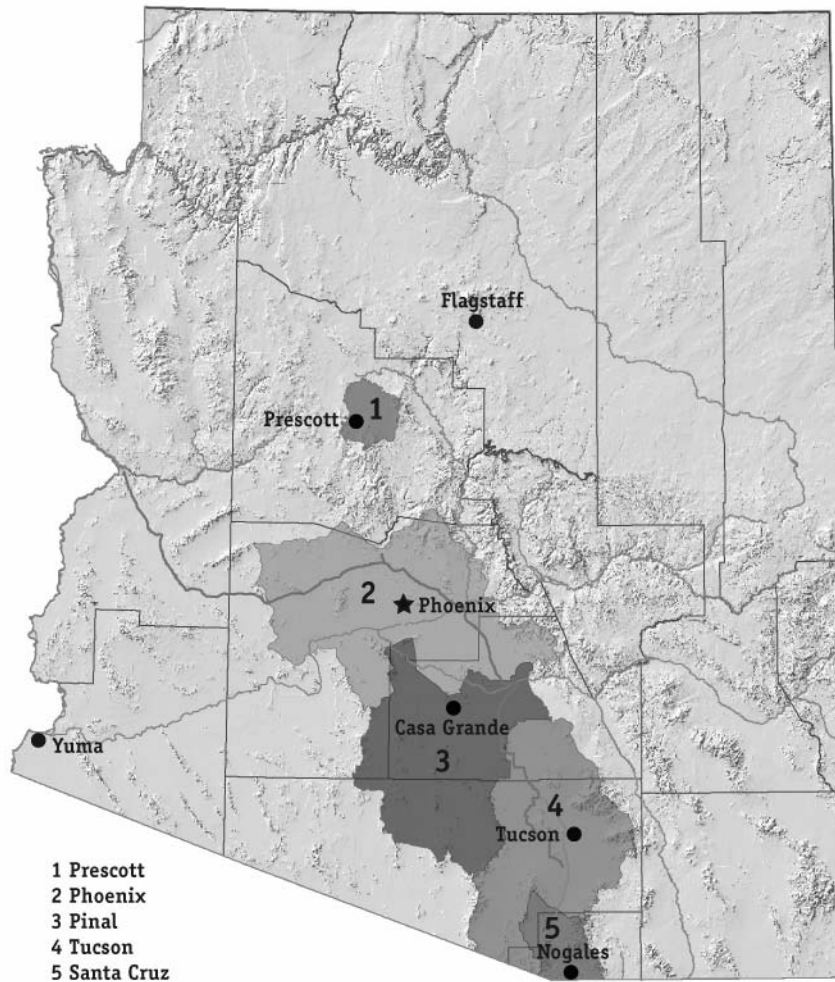 Flagstaff
Prescott
1
2
Phoenix
Casa Grande
3
Yuma
4
Tucson
5
Nogales
1 Prescott
2 Phoenix
3 Pinal
4 Tucson
5 Santa Cruz